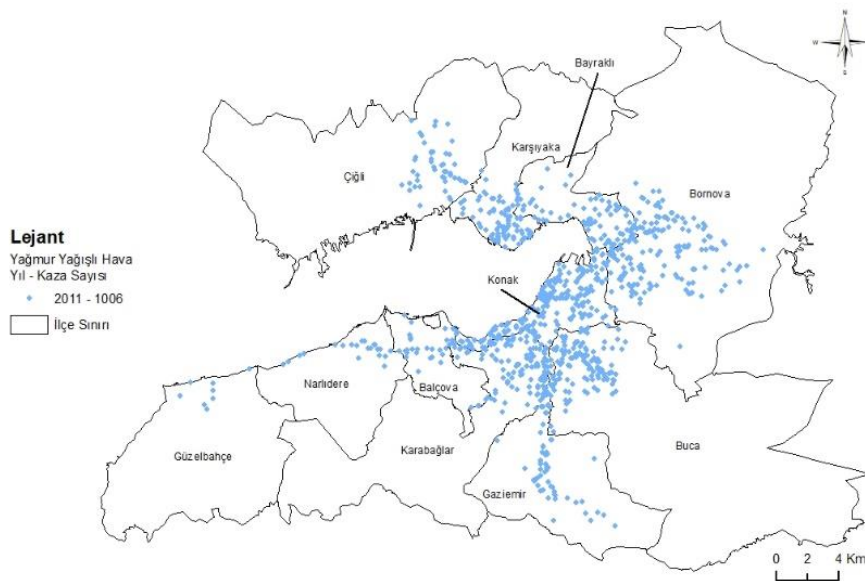 N
W
E
S
Bayraklı
Karşıyaka
Çiğli
Bornova
Lejant
Yağmur Yağışlı Hava
Yıl - Kaza Sayısı
2011 - 1006
İlçe Sınırı
Konak
Narlıdere
Balçova
Güzelbahçe
Karabağlar
Buca
Gaziemir
0 2 4 Km